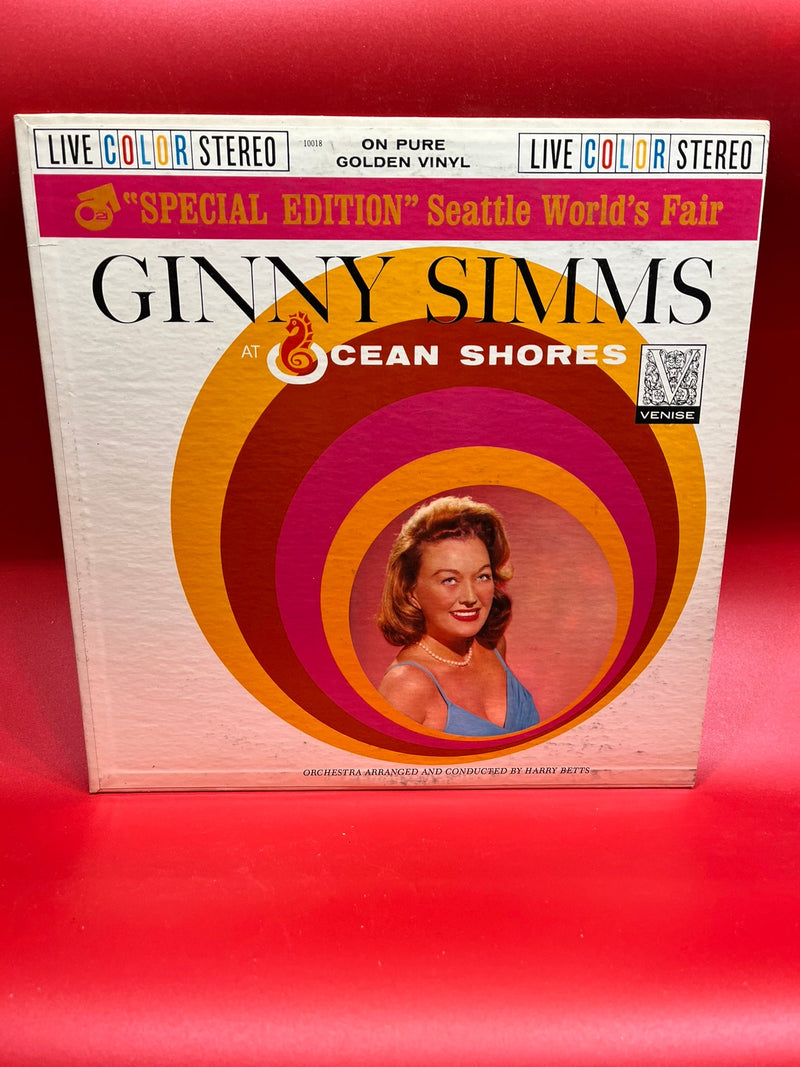 LIVE COLOR STEREO
10018
ON PURE
GOLDEN VINYL
LIVE COLOR STEREO
21
"SPECIAL EDITION" Seattle World's Fair
GINNY SIMMS
AT OCEAN SHORES
V
VENISE
ORCHESTRA ARRANGED AND CONDUCTED BY HARRY BETTS